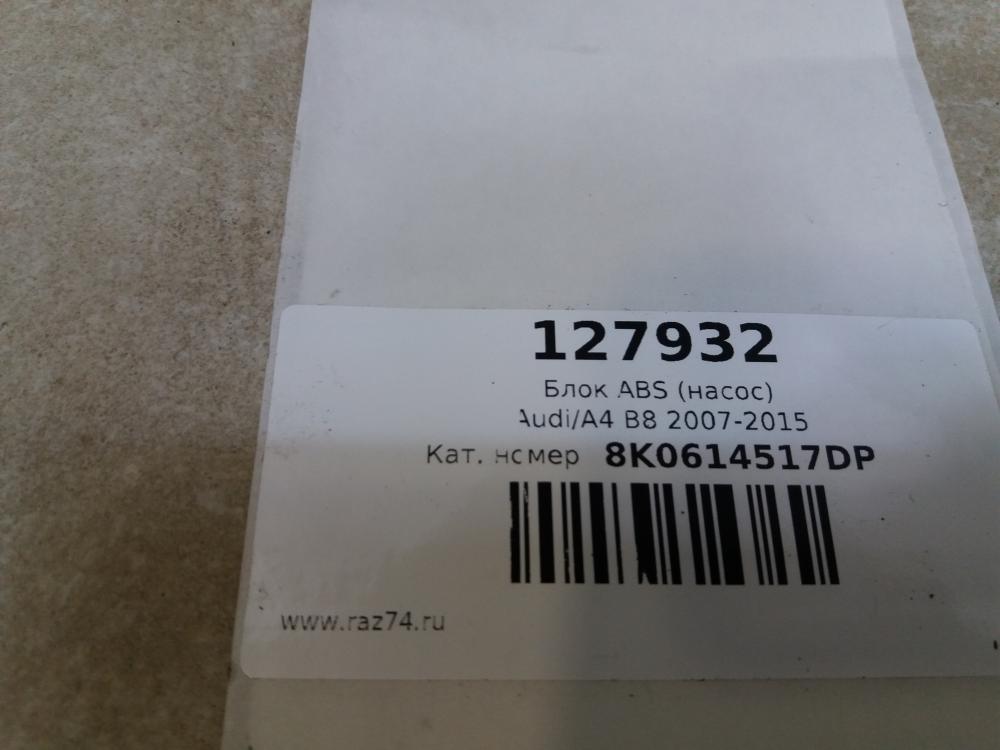 127932
Блок ABS (насос)
Audi/A4 B8 2007-2015
Кат. номер 8K0614517DP
www.raz74.ru